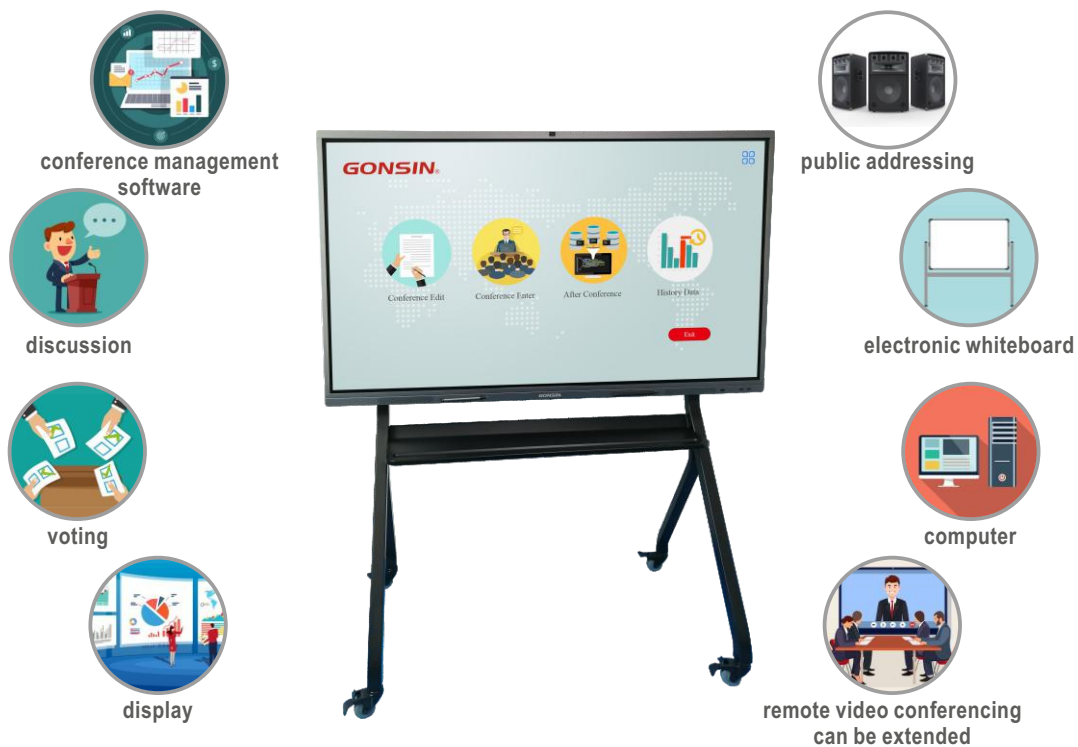 conference management
software
public addressing
GONSIN.
Conference Edit
Conference Enter
After Conference
History Data
Exit
GONSIN
discussion
electronic whiteboard
voting
computer
display
remote video conferencing
can be extended